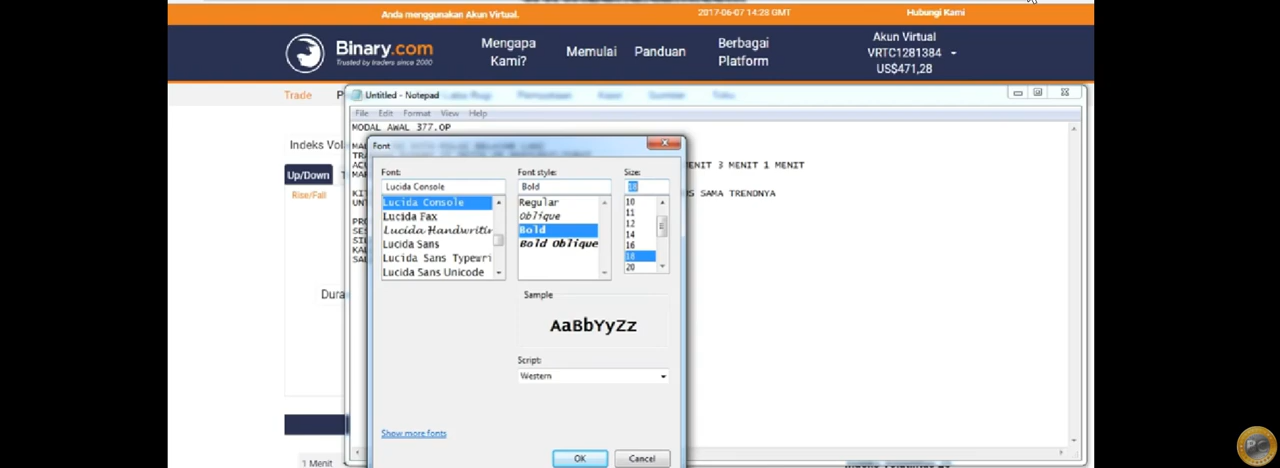 Anda menggunakan Akun Virtual.
2017-06-07 14:28 GMT
Hubungi Kami
Binary.com
Trusted by traders since 2000
Mengapa Kami?
Memulai
Panduan
Berbagai Platform
Akun Virtual
VRTC1281384
US$471,28
Trade
Untitled - Notepad
File Edit Format View Help
MODAL AWAL 377.OP
Indeks Vol
MENIT 3 MENIT 1 MENIT
SAMA TRENDNYA
Up/Down
Rise/Fall
Dura
1 Menit
Font
Font:
Lucida Console
Lucida Console
Lucida Fax
Lucida Handwritin
Lucida Sans
Lucida Sans Typewri
Lucida Sans Unicode
Font style:
Bold
Regular
Oblique
Bold
Bold Oblique
Size:
18
10
11
12
14
16
18
20
Sample
AaBbYyZz
Script:
Western
Show more fonts
OK
Cancel